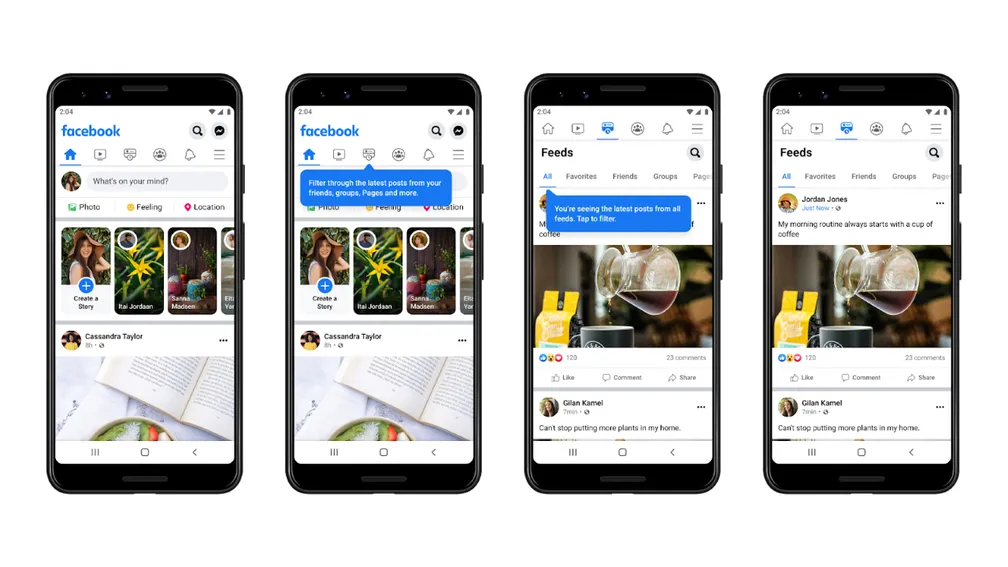 2:04
facebook
What's on your mind?
Photo
Feeling
Location
Create a
Story
Itai Jordaan
Sanna
Madsen
Cassandra Taylor
8h
2:04
facebook
Filter through the latest posts from your
friends, groups, Pages and more.
Photo
Location
Create a
Story
Itai Jordaan
Sanna
Madsen
Cassandra Taylor
8h
2:04
Feeds
All Favorites Friends Groups Pages
You're seeing the latest posts from all
feeds. Tap to filter.
coffee
120
23 comments
Like
Comment
Share
Gilan Kamel
7min
Can't stop putting more plants in my home.
2:04
Feeds
All Favorites Friends Groups Page
Jordan Jones
Just Now
My morning routine always starts with a cup of
coffee
120
23 comments
Like
Comment
Share
Gilan Kamel
7min
Can't stop putting more plants in my home.